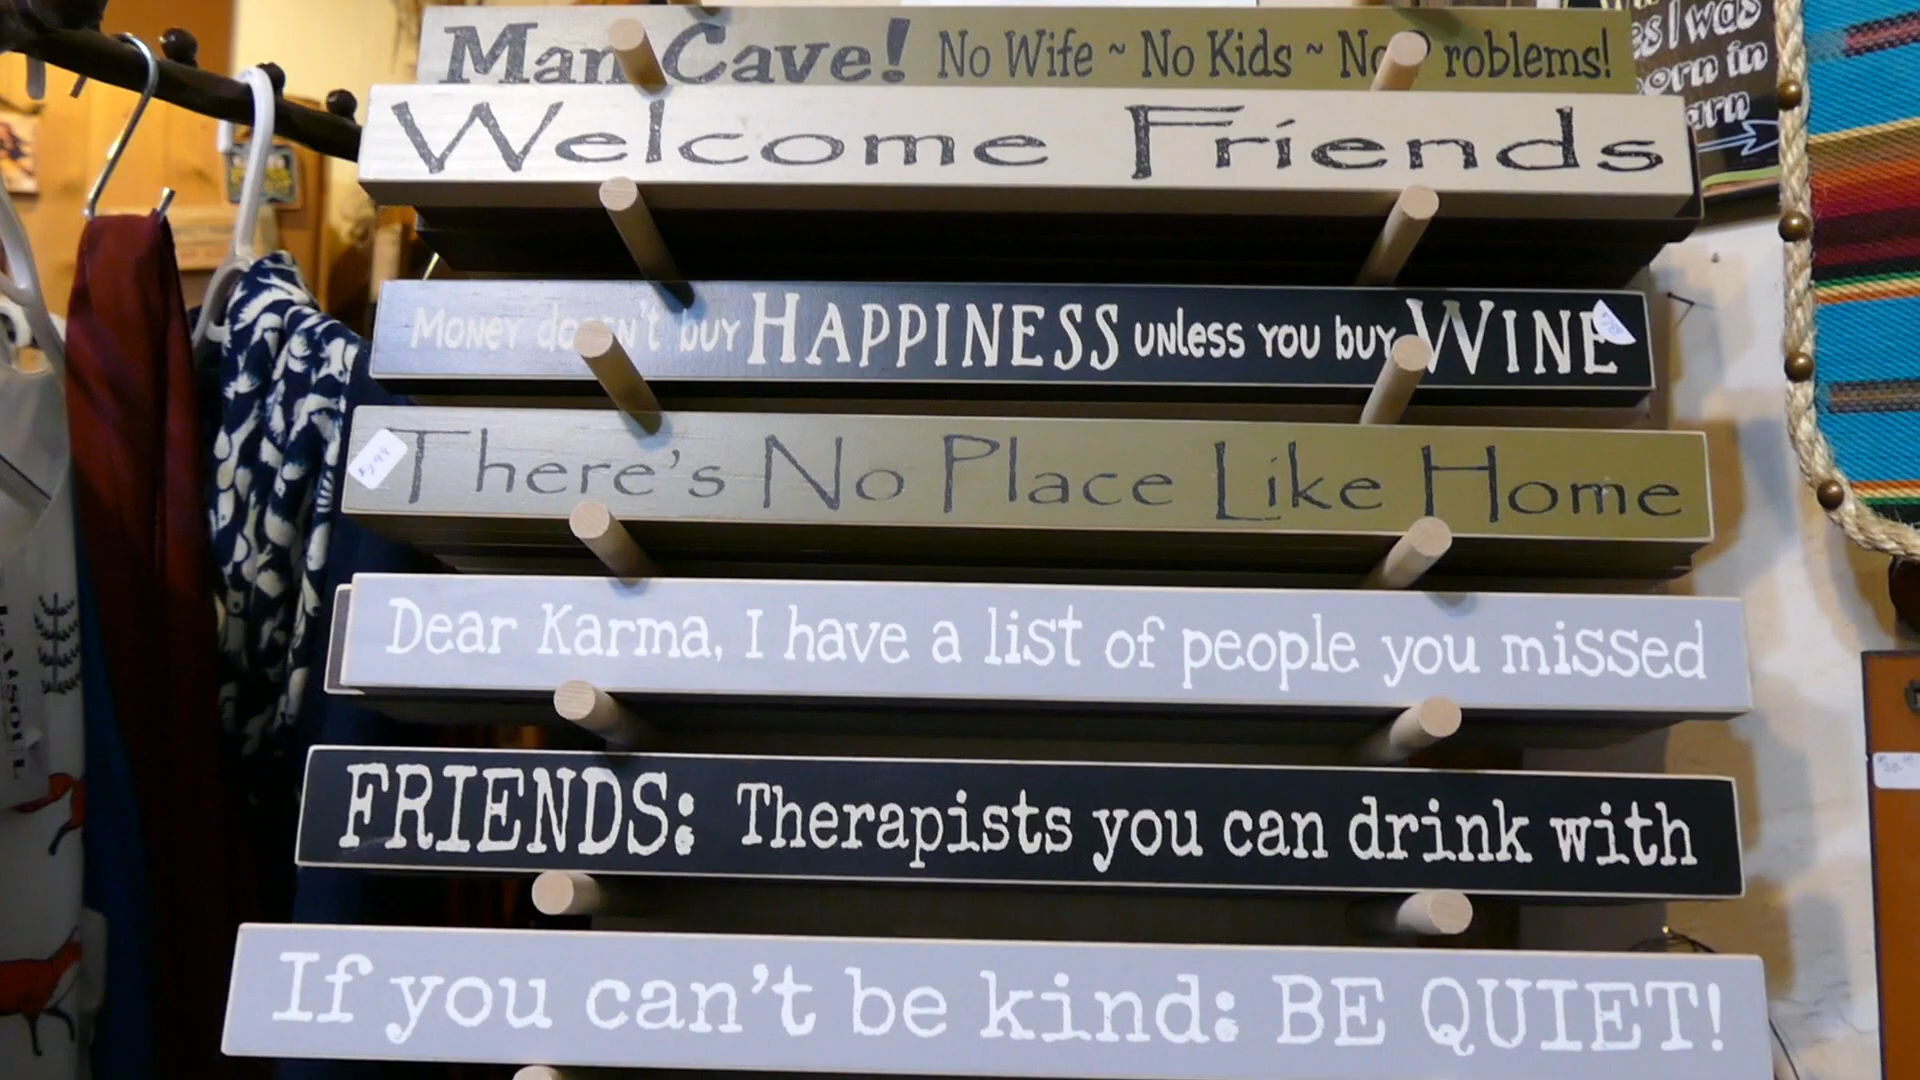 Man Cave! No Wife ~ No Kids ~ No Problems!
Welcome Friends
Money doesn't buy HAPPINESS unless you buy WINE
There's No Place Like Home
Dear Karma, I have a list of people you missed
FRIENDS: Therapists you can drink with
If you can't be kind: BE QUIET!
I was
in